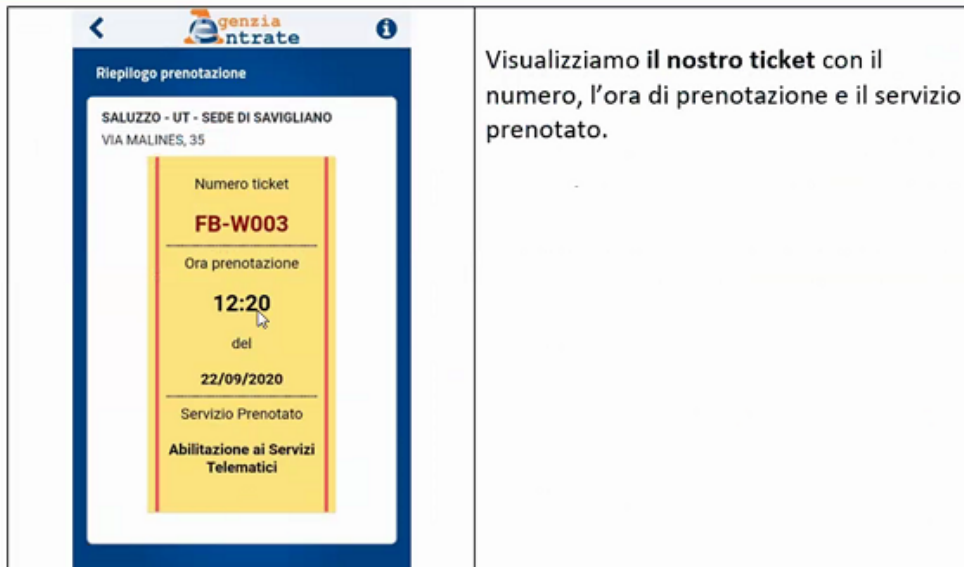 Agenzia
Entrate
Riepilogo prenotazione
SALUZZO - UT - SEDE DI SAVIGLIANO
VIA MALINES, 35
Numero ticket
FB-W003
Ora prenotazione
12:20
del
22/09/2020
Servizio Prenotato
Abilitazione ai Servizi
Telematici
Visualizziamo il nostro ticket con il
numero, l'ora di prenotazione e il servizio
prenotato.